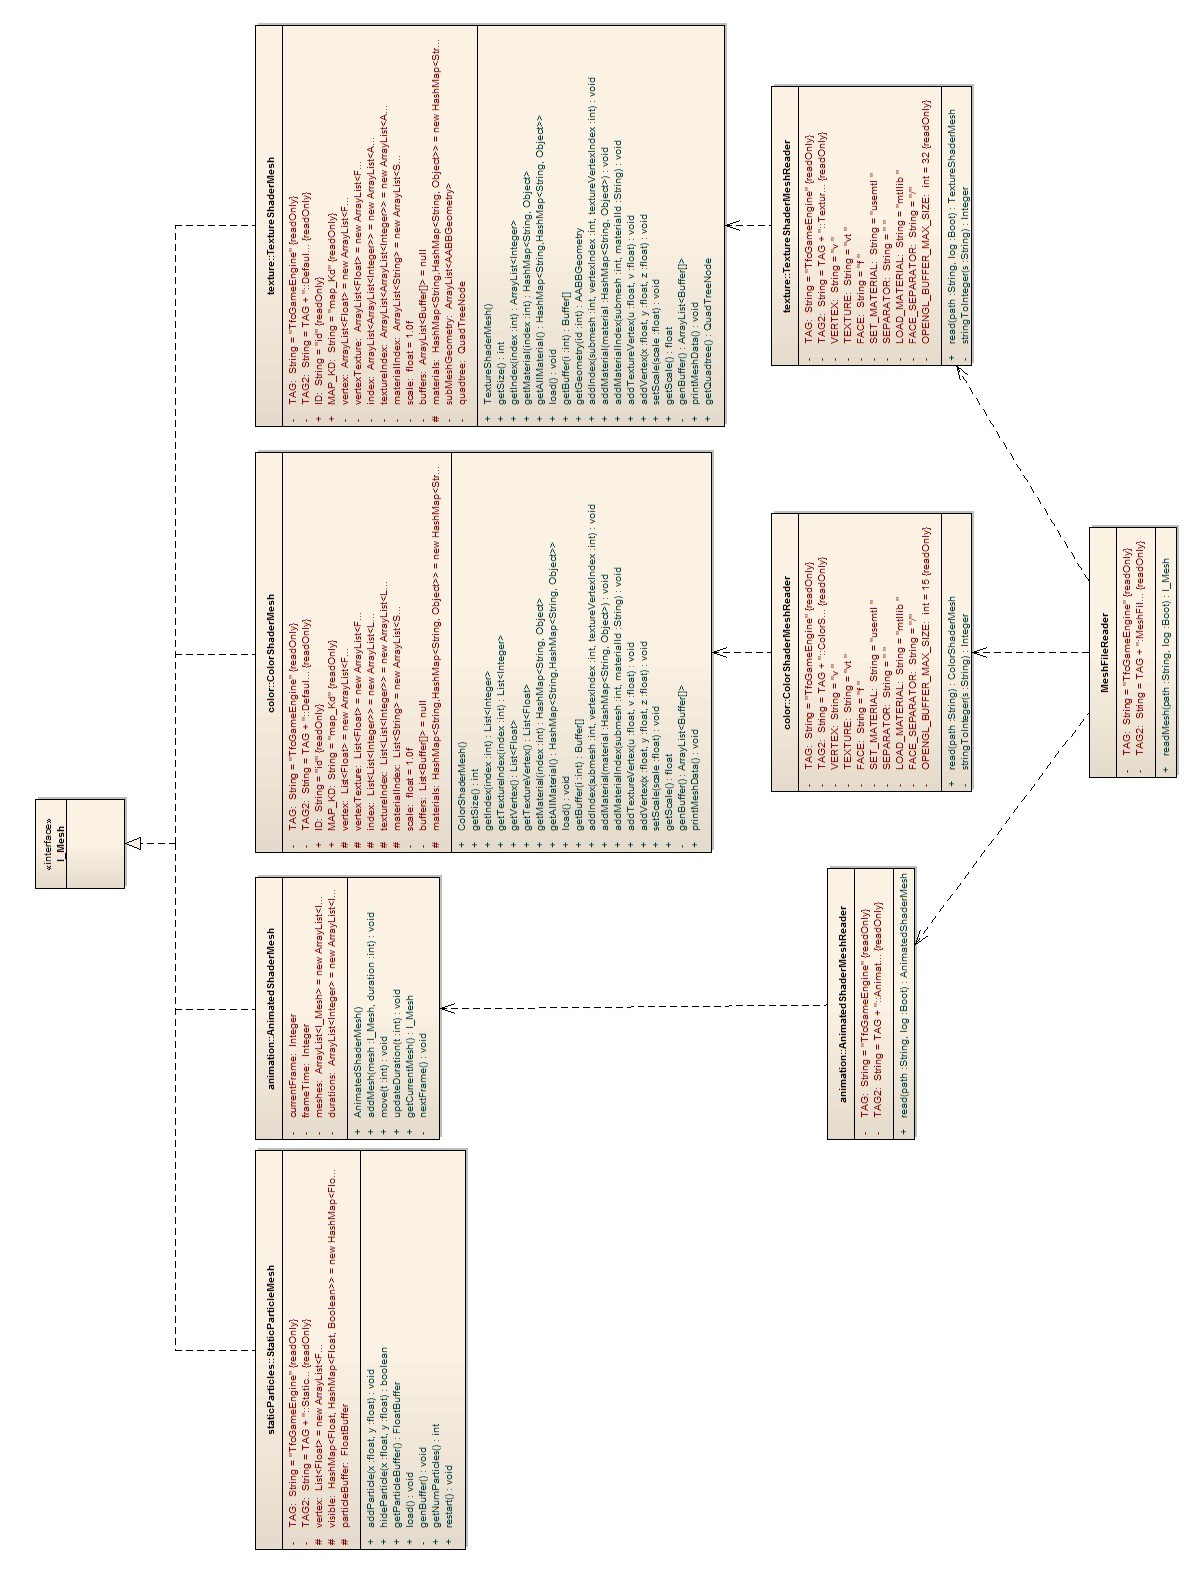 «interface»
I_Mesh
staticParticles::StaticParticleMesh
- TAG: String = "TfoGameEngine" {readOnly}
- TAG2: String = TAG + "::Static... {readOnly}
# vertex: List<Float> = new ArrayList<F...
# visible: HashMap<Float, HashMap<Float, Boolean>> = new HashMap<Flo...
# particleBuffer: FloatBuffer
+ addParticle(x :float, y :float) : void
+ hideParticle(x :float, y :float) : boolean
+ getParticleBuffer() : FloatBuffer
+ load() : void
- genBuffer() : void
+ getNumParticles() : int
+ restart() : void
animation::AnimatedShaderMesh
- currentFrame: Integer
- frameTime: Integer
- meshes: ArrayList<I_Mesh> = new ArrayList<I...
- durations: ArrayList<Integer> = new ArrayList<I...
+ AnimatedShaderMesh()
+ addMesh(mesh :I_Mesh, duration :int) : void
+ move(t :int) : void
+ updateDuration(t :int) : void
+ getCurrentMesh() : I_Mesh
- nextFrame() : void
color::ColorShaderMesh
- TAG: String = "TfoGameEngine" {readOnly}
- TAG2: String = TAG + "::Defaul... {readOnly}
+ ID: String = "id" {readOnly}
+ MAP_KD: String = "map_Kd" {readOnly}
# vertex: List<Float> = new ArrayList<F...
# vertexTexture: List<Float> = new ArrayList<F...
# index: List<List<Integer>> = new ArrayList<L...
# textureIndex: List<List<Integer>> = new ArrayList<L...
# materialIndex: List<String> = new ArrayList<S...
- scale: float = 1.0f
- buffers: List<Buffer[]> = null
# materials: HashMap<String,HashMap<String, Object>> = new HashMap<Str...
+ ColorShaderMesh()
+ getSize() : int
+ getIndex(index :int) : List<Integer>
+ getTextureIndex(index :int) : List<Integer>
+ getVertex() : List<Float>
+ getTextureVertex() : List<Float>
+ getMaterial(index :int) : HashMap<String, Object>
+ getAllMaterial() : HashMap<String,HashMap<String, Object>>
+ load() : void
+ getBuffer(i :int) : Buffer[]
+ addIndex(submesh :int, vertexIndex :int, textureVertexIndex :int) : void
+ addMaterial(material :HashMap<String, Object>) : void
+ addMaterialIndex(submesh :int, materialId :String) : void
+ addTextureVertex(u :float, v :float) : void
+ addVertex(x :float, y :float, z :float) : void
+ setScale(scale :float) : void
+ getScale() : float
- genBuffer() : ArrayList<Buffer[]>
+ printMeshData() : void
texture::TextureShaderMesh
- TAG: String = "TfoGameEngine" {readOnly}
- TAG2: String = TAG + "::Defaul... {readOnly}
+ ID: String = "id" {readOnly}
+ MAP_KD: String = "map_Kd" {readOnly}
- vertex: ArrayList<Float> = new ArrayList<F...
- vertexTexture: ArrayList<Float> = new ArrayList<F...
- index: ArrayList<ArrayList<Integer>> = new ArrayList<A...
- textureIndex: ArrayList<ArrayList<Integer>> = new ArrayList<A...
- materialIndex: ArrayList<String> = new ArrayList<S...
- scale: float = 1.0f
- buffers: ArrayList<Buffer[]> = null
# materials: HashMap<String,HashMap<String, Object>> = new HashMap<Str...
- subMeshGeometry: ArrayList<AABBGeometry>
- quadtree: QuadTreeNode
+ TextureShaderMesh()
+ getSize() : int
+ getIndex(index :int) : ArrayList<Integer>
+ getMaterial(index :int) : HashMap<String, Object>
+ getAllMaterial() : HashMap<String,HashMap<String, Object>>
+ load() : void
+ getBuffer(i :int) : Buffer[]
+ getGeometry(id :int) : AABBGeometry
+ addIndex(submesh :int, vertexIndex :int, textureVertexIndex :int) : void
+ addMaterial(material :HashMap<String, Object>) : void
+ addMaterialIndex(submesh :int, materialId :String) : void
+ addTextureVertex(u :float, v :float) : void
+ addVertex(x :float, y :float, z :float) : void
+ setScale(scale :float) : void
+ getScale() : float
- genBuffer() : ArrayList<Buffer[]>
+ printMeshData() : void
+ getQuadtree() : QuadTreeNode
animation::AnimatedShaderMeshReader
- TAG: String = "TfoGameEngine" {readOnly}
- TAG2: String = TAG + "::Animat... {readOnly}
+ read(path :String, log :Boot) : AnimatedShaderMesh
color::ColorShaderMeshReader
- TAG: String = "TfoGameEngine" {readOnly}
- TAG2: String = TAG + "::ColorS... {readOnly}
- VERTEX: String = "v "
- TEXTURE: String = "vt "
- FACE: String = "f "
- SET_MATERIAL: String = "usemtl "
- SEPARATOR: String = " "
- LOAD_MATERIAL: String = "mtllib "
- FACE_SEPARATOR: String = "/"
- OPENGL_BUFFER_MAX_SIZE: int = 15 {readOnly}
+ read(path :String) : ColorShaderMesh
- stringToInteger(s :String) : Integer
texture::TextureShaderMeshReader
- TAG: String = "TfoGameEngine" {readOnly}
- TAG2: String = TAG + "::Textur... {readOnly}
- VERTEX: String = "v "
- TEXTURE: String = "vt "
- FACE: String = "f "
- SET_MATERIAL: String = "usemtl "
- SEPARATOR: String = " "
- LOAD_MATERIAL: String = "mtllib "
- FACE_SEPARATOR: String = "/"
- OPENGL_BUFFER_MAX_SIZE: int = 32 {readOnly}
+ read(path :String, log :Boot) : TextureShaderMesh
- stringToInteger(s :String) : Integer
MeshFileReader
- TAG: String = "TfoGameEngine" {readOnly}
- TAG2: String = TAG + "::MeshFil... {readOnly}
+ readMesh(path :String, log :Boot) : I_Mesh